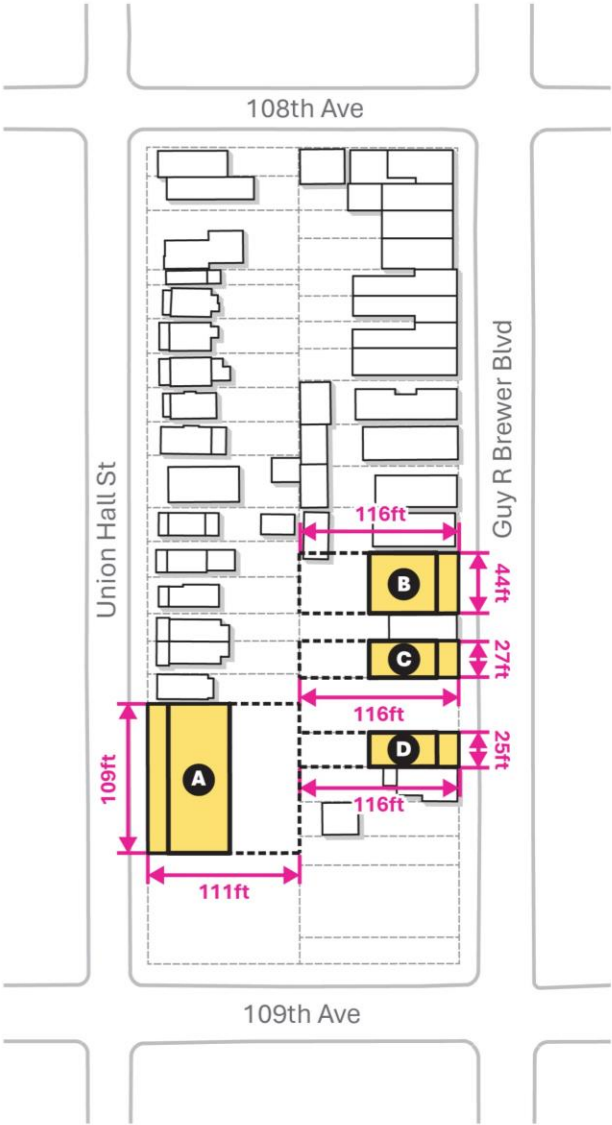 108th Ave
Guy R Brewer Blvd
Union Hall St
116ft
B
44ft
C
27ft
116ft
A
109ft
D
25ft
116ft
111ft
109th Ave